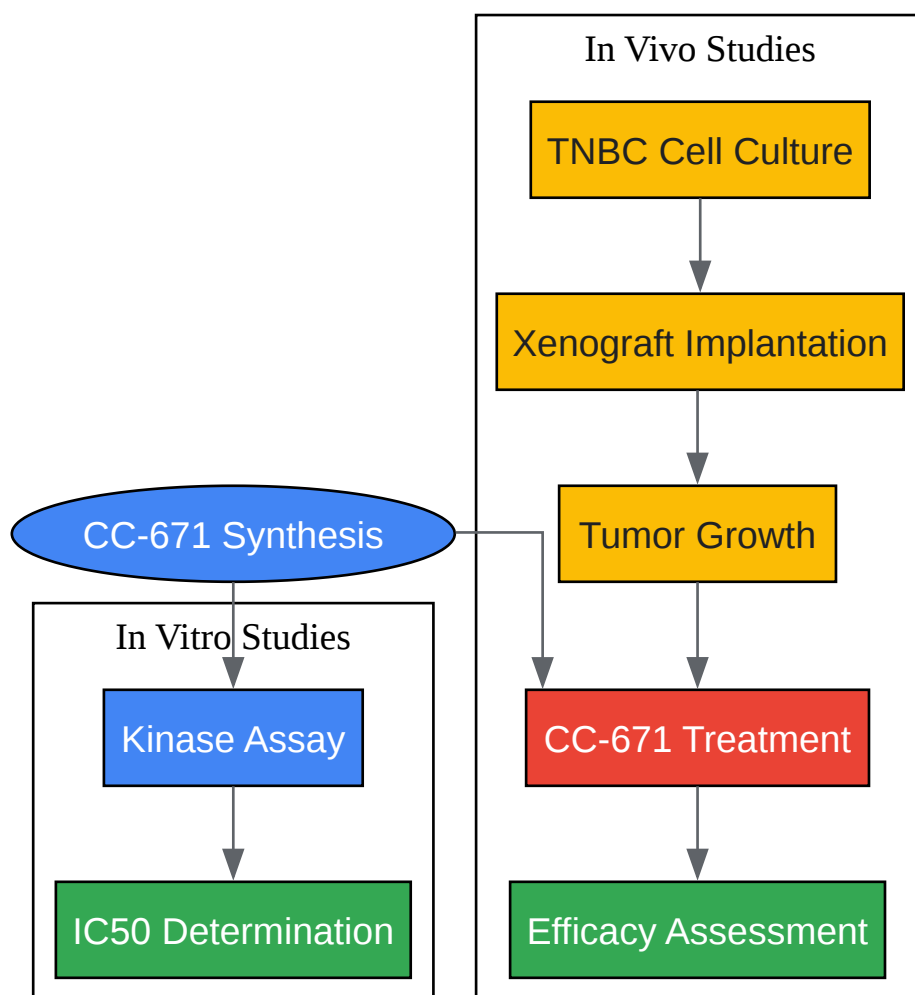 In Vivo Studies
TNBC Cell Culture
Xenograft Implantation
Tumor Growth
CC-671 Synthesis
In Vitro Studies
Kinase Assay
CC-671 Treatment
IC50 Determination
Efficacy Assessment